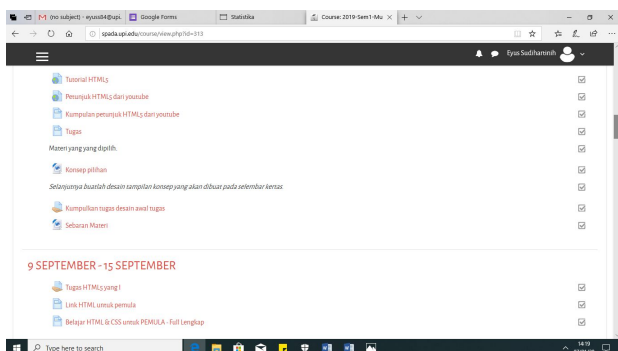 (no subject) - eyuss84@upi.
Google Forms
Statistika
Course: 2019-Sem1-Mu
spada.upi.edu/course/view.php?id=313
Eyus Sudihartinih
Tutorial HTML5
Petunjuk HTML5 dari youtube
Kumpulan petunjuk HTML5 dari youtube
Tugas
Materi yang yang dipilih.
Konsep pilihan
Selanjutnya buatlah desain tampilan konsep yang akan dibuat pada selembar kertas
Kumpulkan tugas desain awal tugas
Sebaran Materi
9 SEPTEMBER - 15 SEPTEMBER
Tugas HTML5 yang I
Link HTML untuk pemula
Belajar HTML & CSS untuk PEMULA - Full Lengkap
Type here to search
14:19